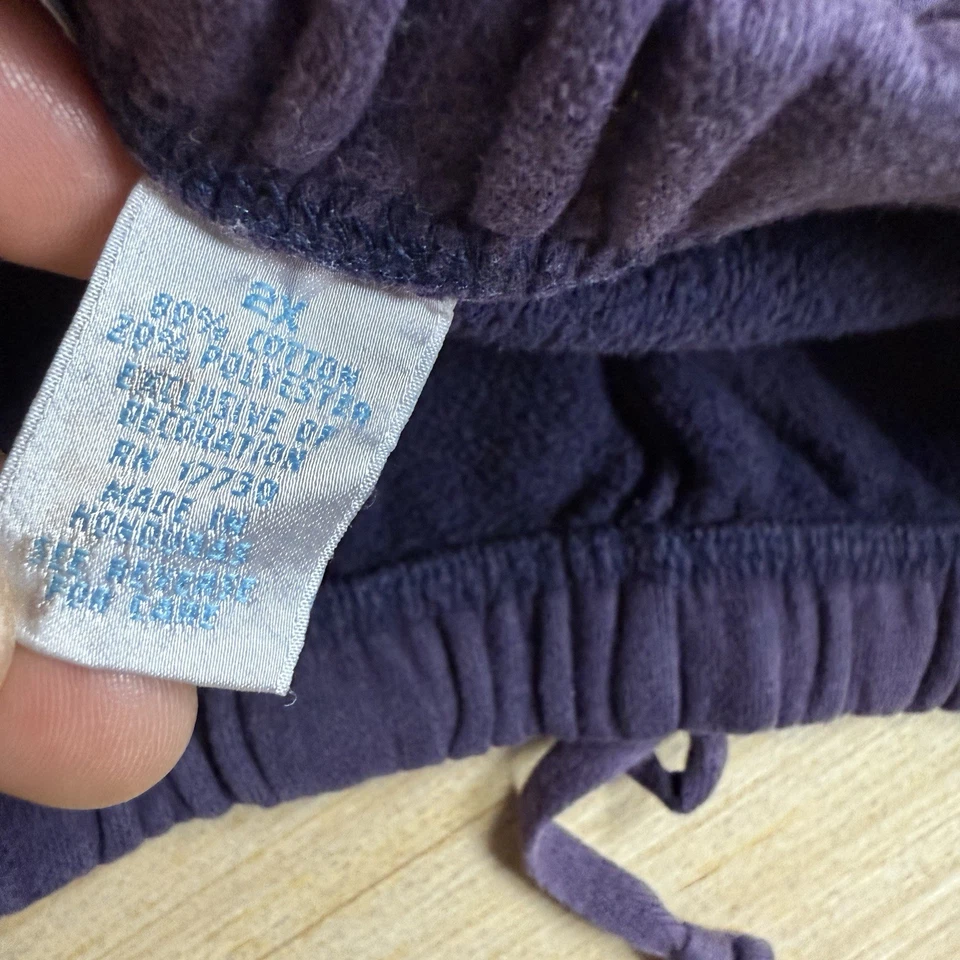 2X
80% COTTON
20% POLYESTER
EXCLUSIVE OF
DECORATION
RN 17730
MADE IN
HONDURAS
SEE REVERSE
FOR CARE